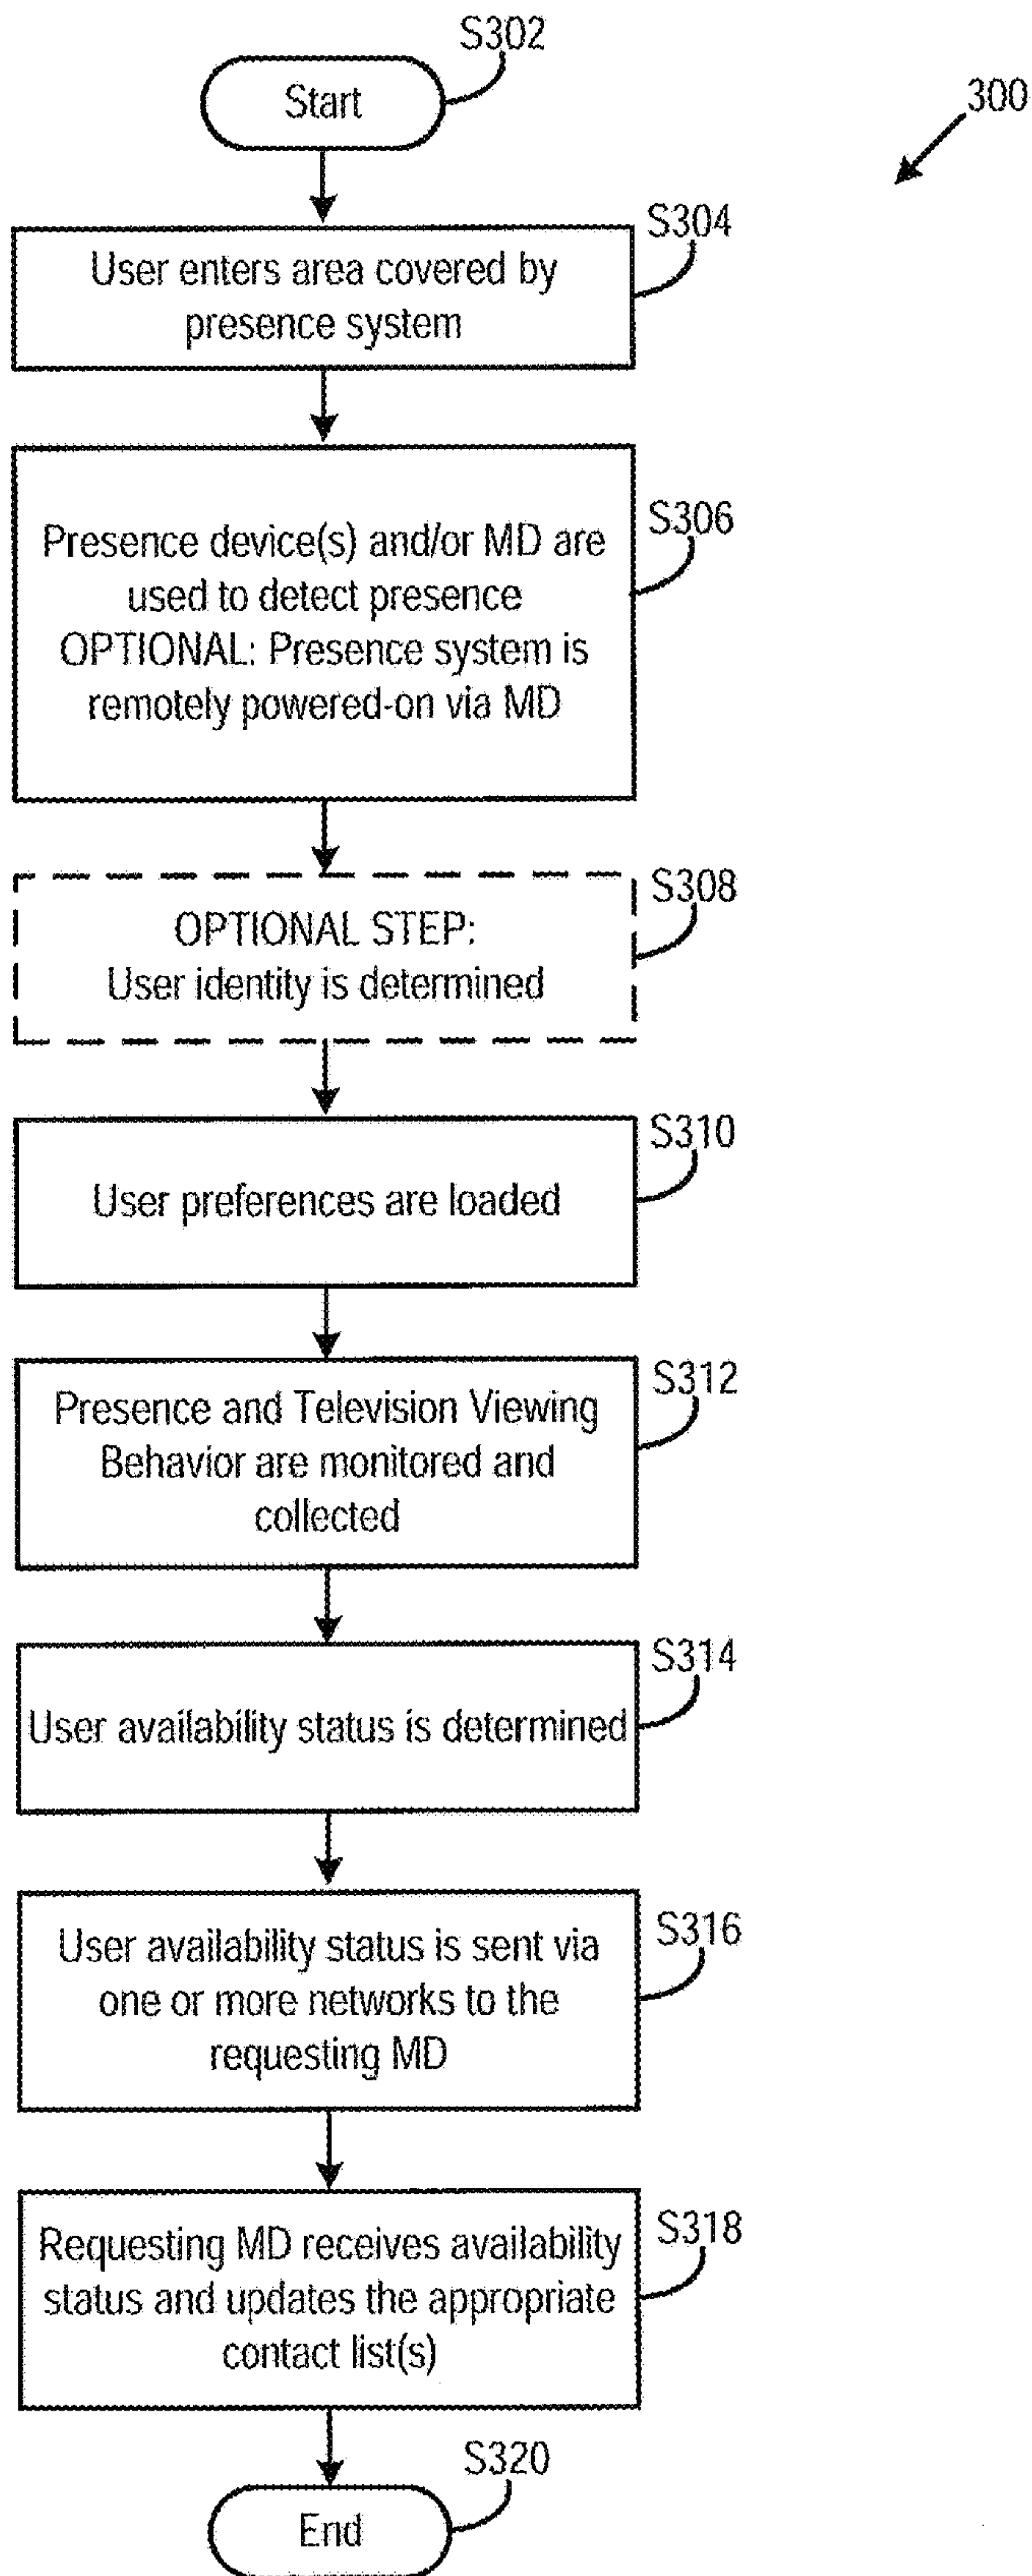 S302
Start
300
S304
User enters area covered by
presence system
S306
Presence device(s) and/or MD are
used to detect presence
OPTIONAL: Presence system is
remotely powered-on via MD
S308
OPTIONAL STEP:
User identity is determined
S310
User preferences are loaded
S312
Presence and Television Viewing
Behavior are monitored and
collected
S314
User availability status is determined
S316
User availability status is sent via
one or more networks to the
requesting MD
S318
Requesting MD receives availability
status and updates the appropriate
contact list(s)
S320
End